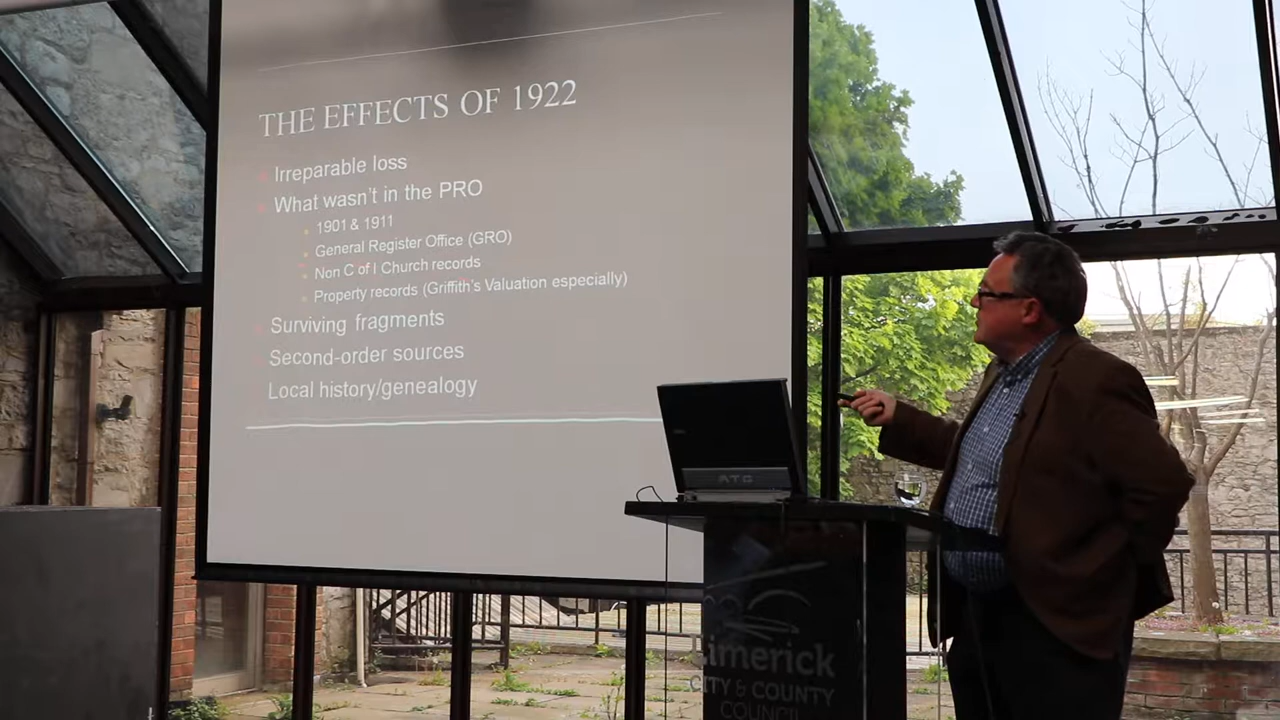 THE EFFECTS OF 1922
Irreparable loss
What wasn't in the PRO
1901 & 1911
General Register Office (GRO)
Non C of I Church records
Property records (Griffith's Valuation especially)
Surviving fragments
Second-order sources
Local history/genealogy
ATC
Limerick
CITY & COUNTY
COUNCIL